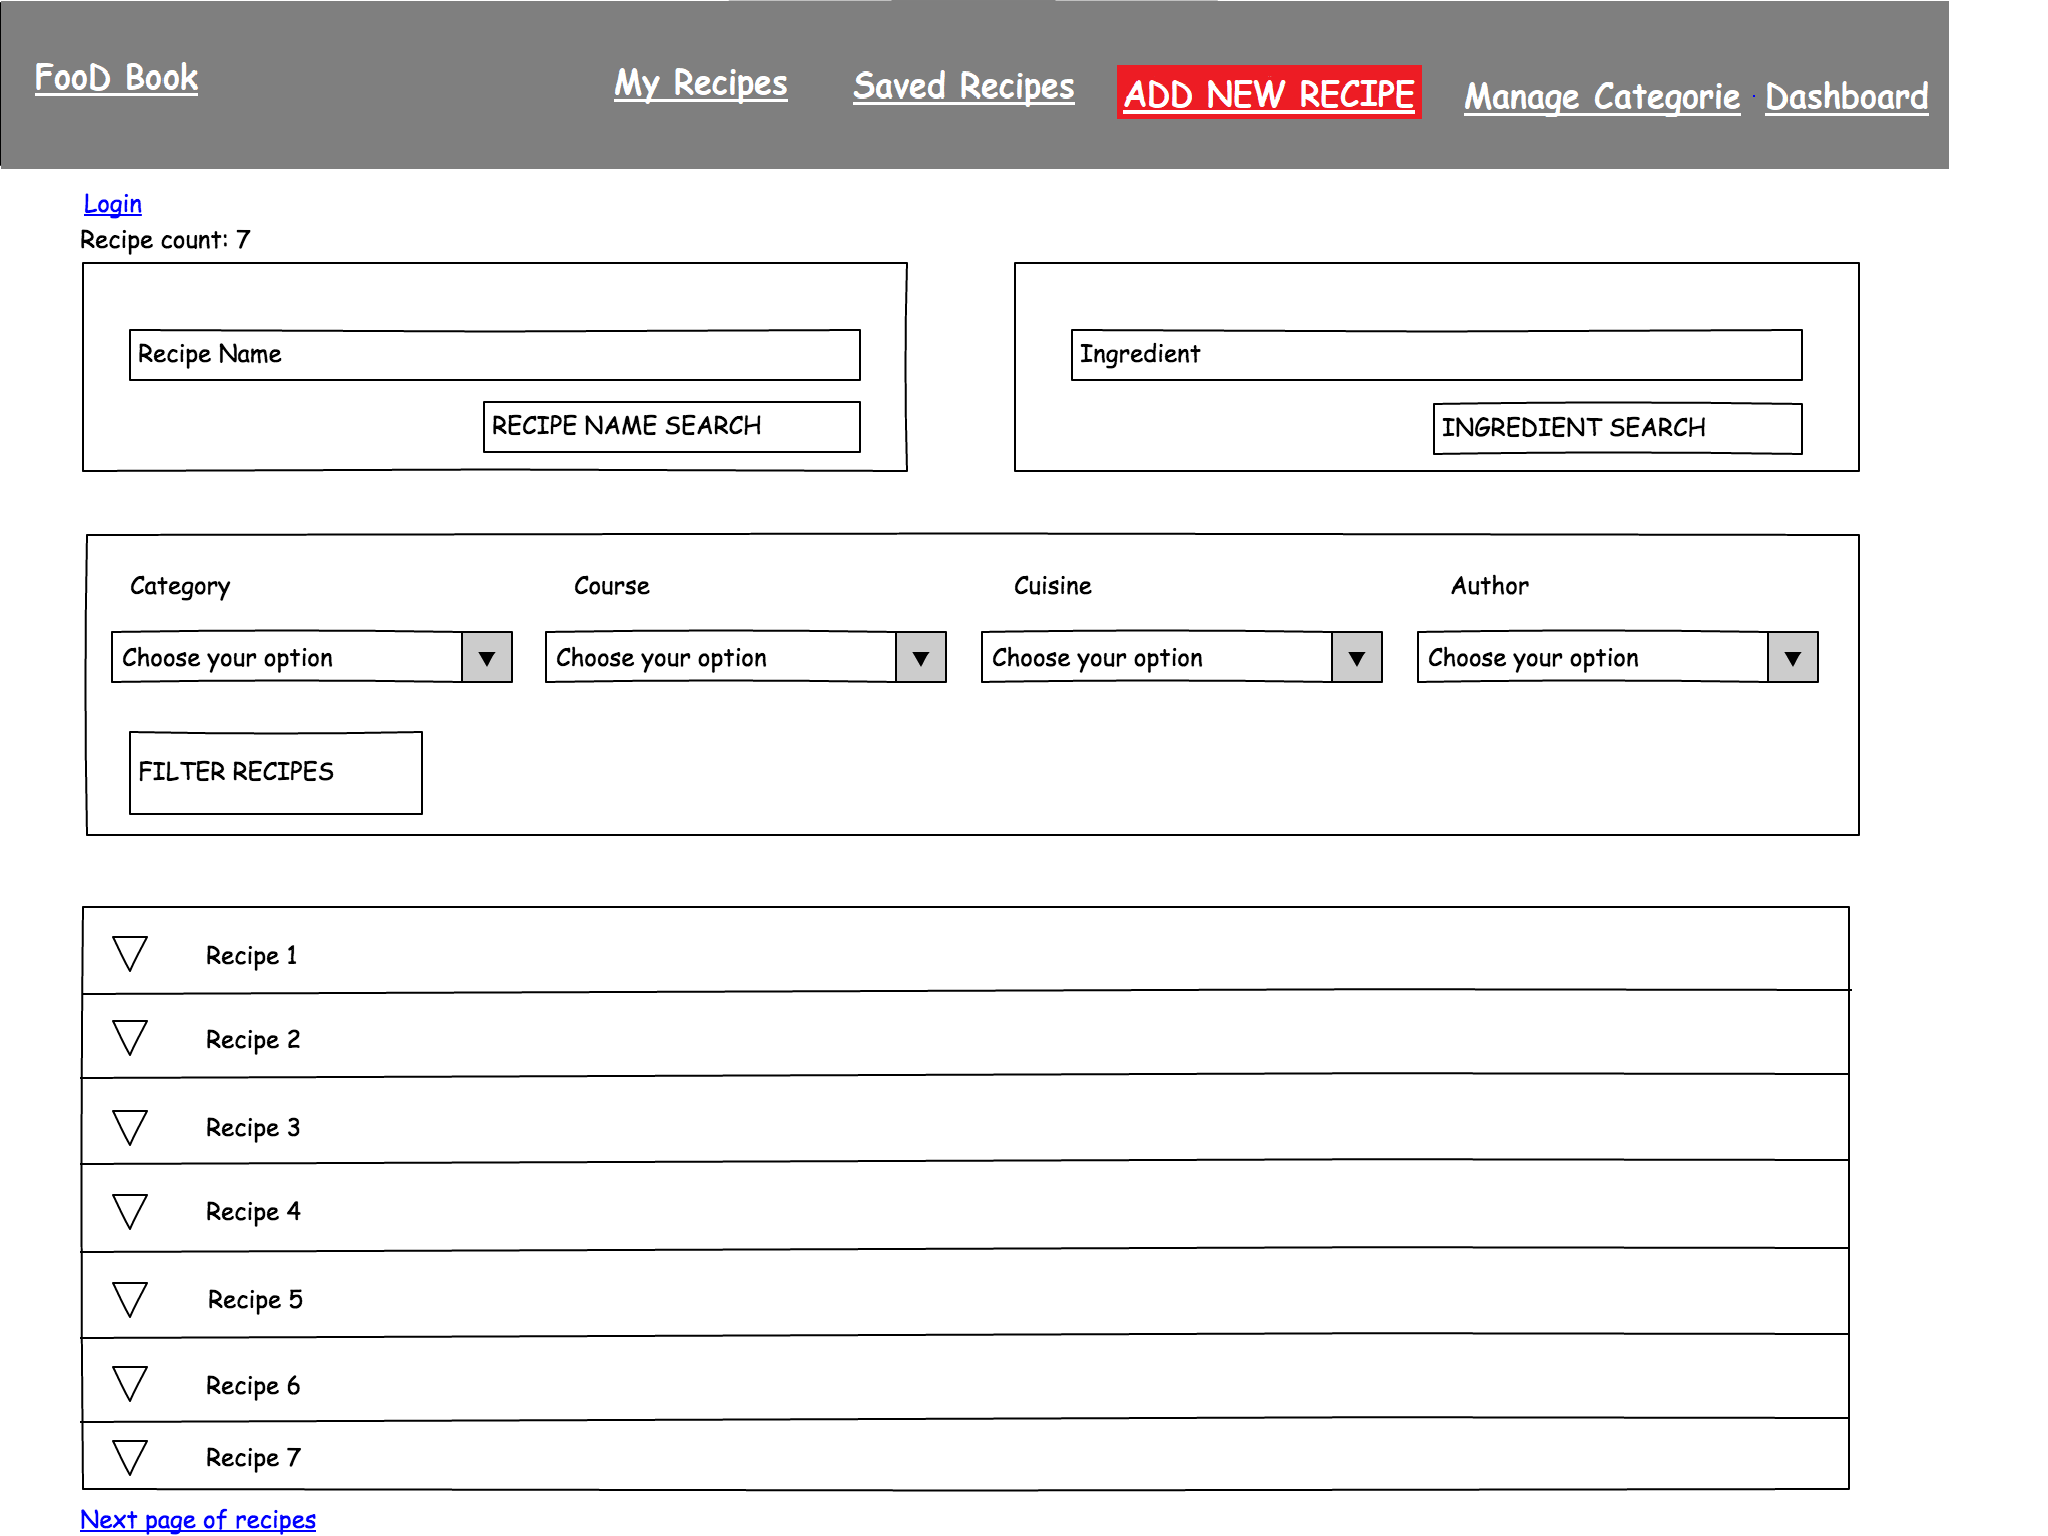 FooD Book
My Recipes
Saved Recipes
ADD NEW RECIPE
Manage Categorie
Dashboard
Login
Recipe count: 7
Recipe Name
RECIPE NAME SEARCH
Ingredient
INGREDIENT SEARCH
Category
Course
Cuisine
Author
Choose your option
Choose your option
Choose your option
Choose your option
FILTER RECIPES
Recipe 1
Recipe 2
Recipe 3
Recipe 4
Recipe 5
Recipe 6
Recipe 7
Next page of recipes